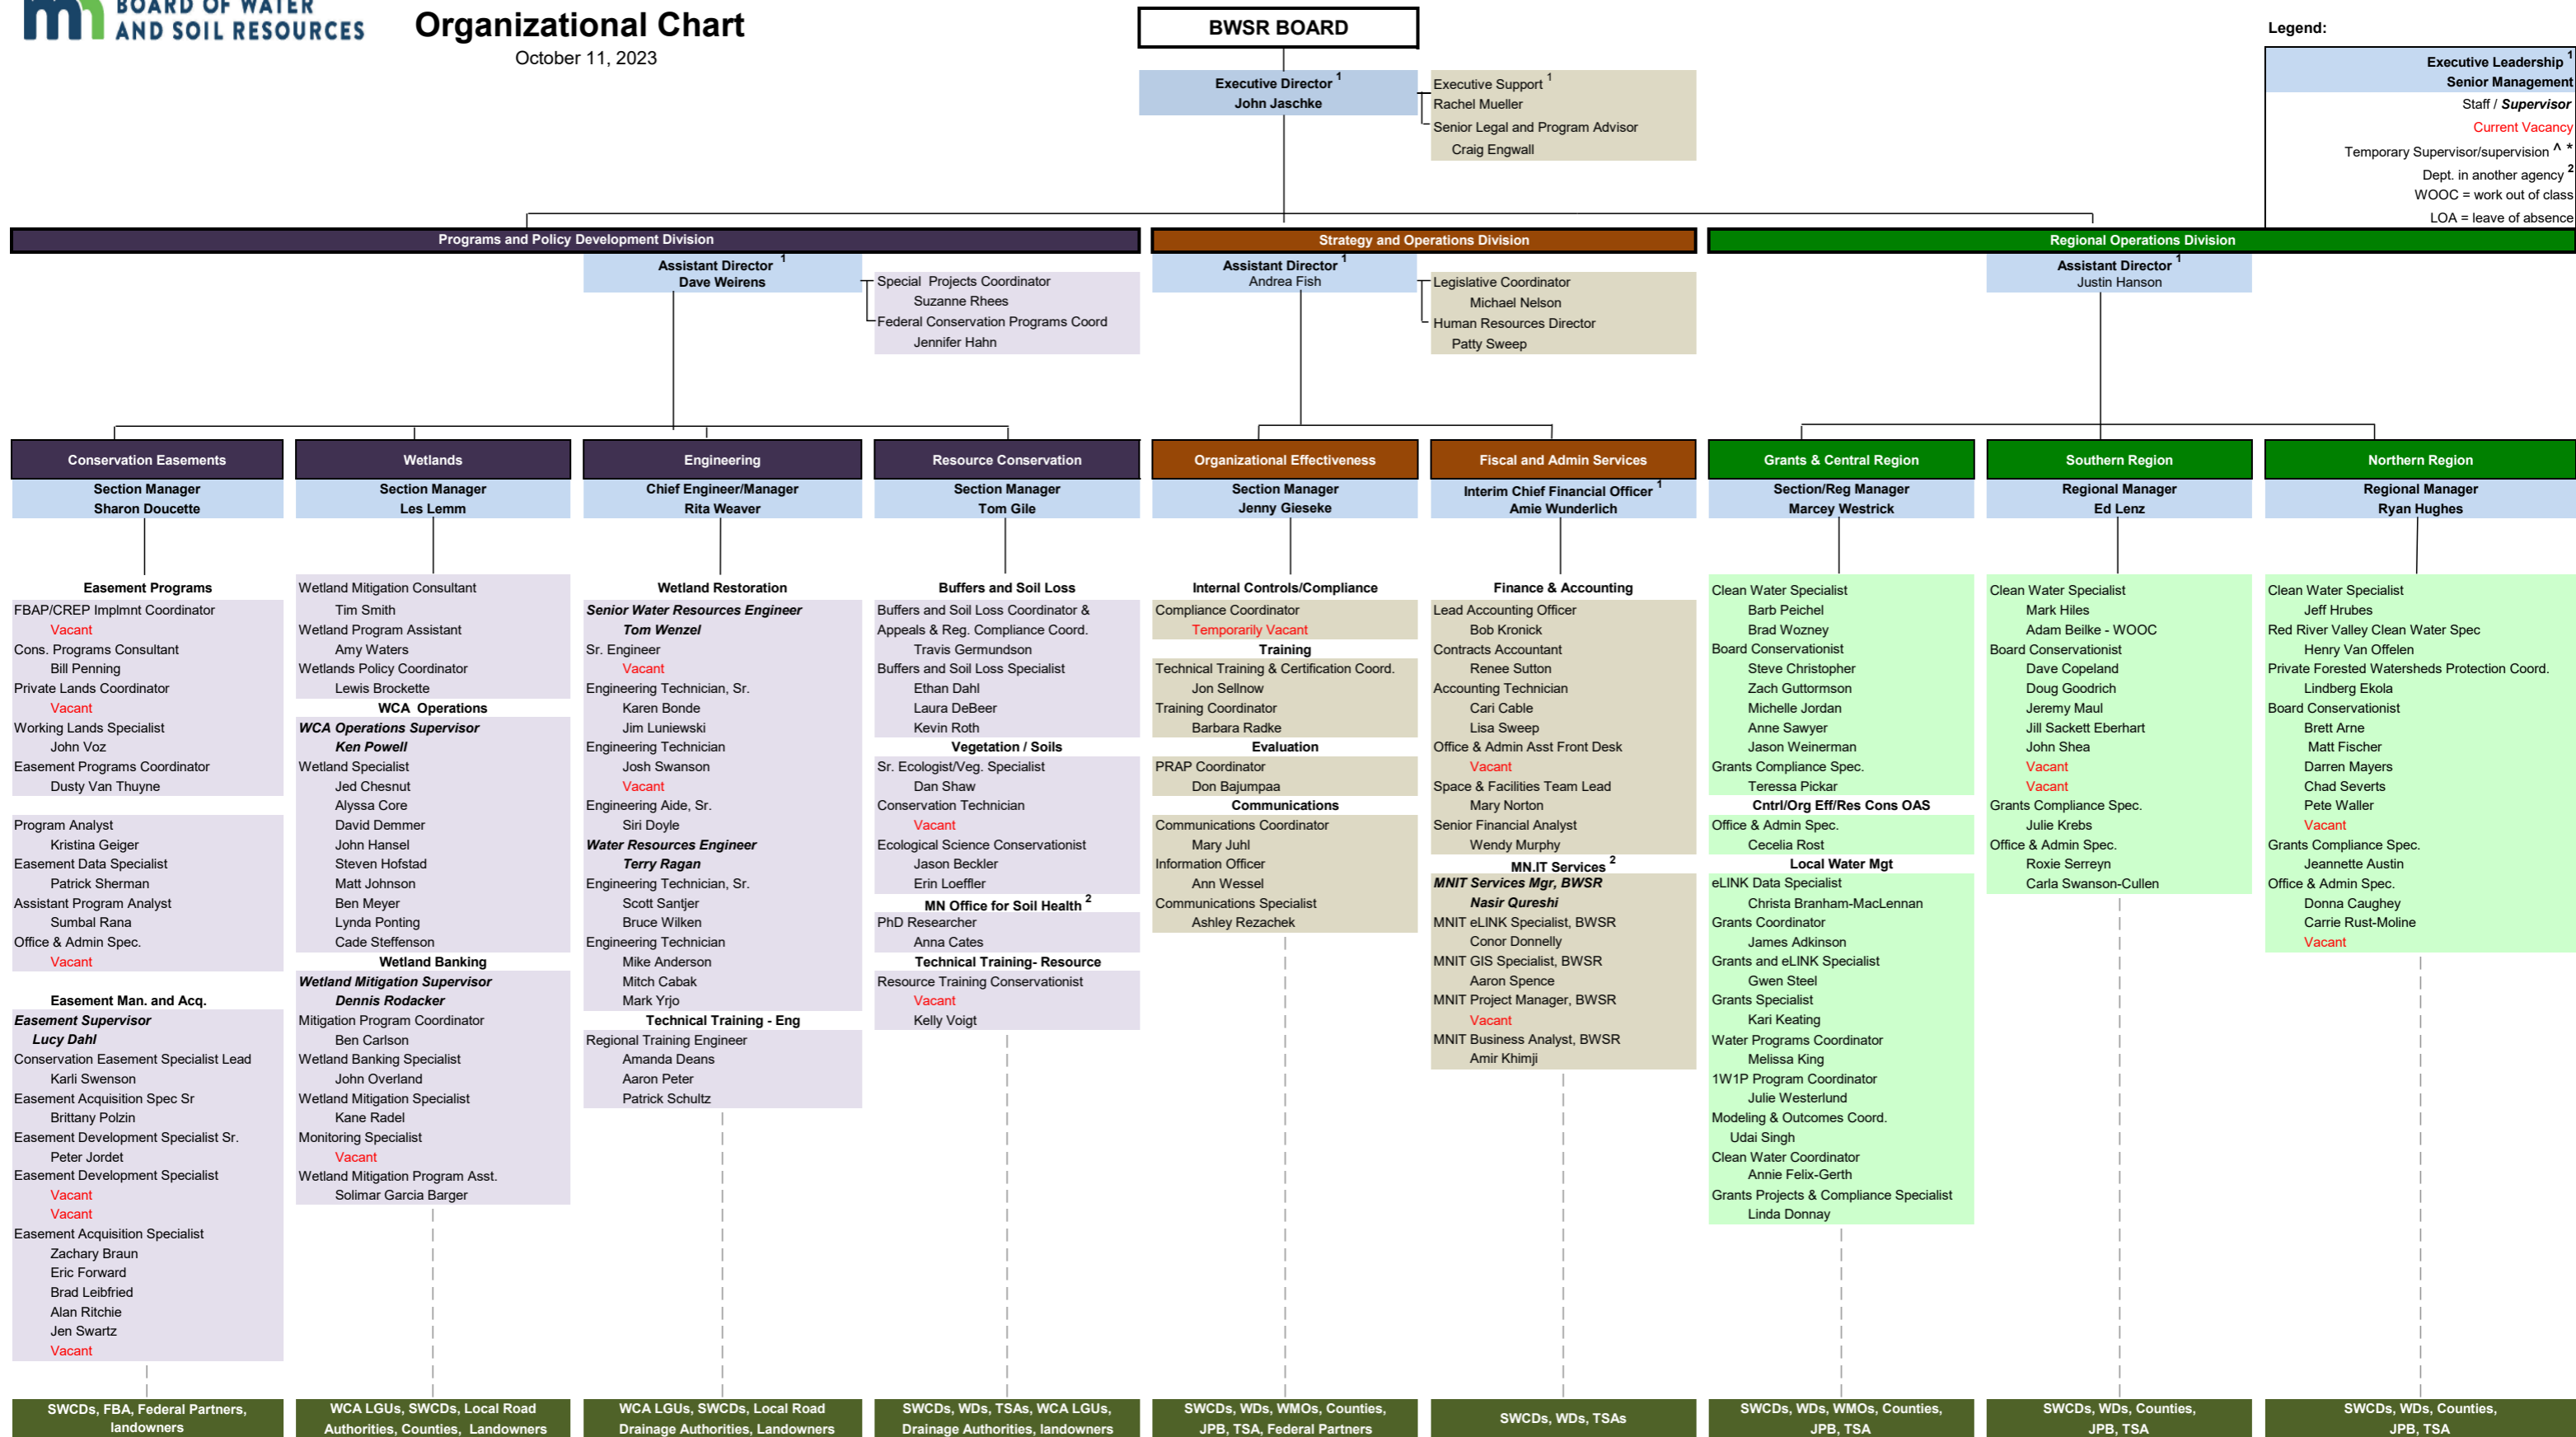 BOARD OF WATER
AND SOIL RESOURCES
Organizational Chart
October 11, 2023
BWSR BOARD
Executive Director 1
John Jaschke
Executive Support 1
Rachel Mueller
Senior Legal and Program Advisor
Craig Engwall
Legend:
Executive Leadership 1
Senior Management
Staff / Supervisor
Current Vacancy
Temporary Supervisor/supervision ^ *
Dept. in another agency 2
WOOC = work out of class
LOA = leave of absence
Programs and Policy Development Division
Assistant Director 1
Dave Weirens
Special Projects Coordinator
Suzanne Rhees
Federal Conservation Programs Coord
Jennifer Hahn
Strategy and Operations Division
Assistant Director 1
Andrea Fish
Legislative Coordinator
Michael Nelson
Human Resources Director
Patty Sweep
Regional Operations Division
Assistant Director 1
Justin Hanson
Conservation Easements
Section Manager
Sharon Doucette
Easement Programs
FBAP/CREP Implmnt Coordinator
Vacant
Cons. Programs Consultant
Bill Penning
Private Lands Coordinator
Vacant
Working Lands Specialist
John Voz
Easement Programs Coordinator
Dusty Van Thuyne
Program Analyst
Kristina Geiger
Easement Data Specialist
Patrick Sherman
Assistant Program Analyst
Sumbal Rana
Office & Admin Spec.
Vacant
Easement Man. and Acq.
Easement Supervisor
Lucy Dahl
Conservation Easement Specialist Lead
Karli Swenson
Easement Acquisition Spec Sr
Brittany Polzin
Easement Development Specialist Sr.
Peter Jordet
Easement Development Specialist
Vacant
Vacant
Easement Acquisition Specialist
Zachary Braun
Eric Forward
Brad Leibfried
Alan Ritchie
Jen Swartz
Vacant
SWCDs, FBA, Federal Partners,
landowners
Wetlands
Section Manager
Les Lemm
Wetland Mitigation Consultant
Tim Smith
Wetland Program Assistant
Amy Waters
Wetlands Policy Coordinator
Lewis Brockette
WCA Operations
WCA Operations Supervisor
Ken Powell
Wetland Specialist
Jed Chesnut
Alyssa Core
David Demmer
John Hansel
Steven Hofstad
Matt Johnson
Ben Meyer
Lynda Ponting
Cade Steffenson
Wetland Banking
Wetland Mitigation Supervisor
Dennis Rodacker
Mitigation Program Coordinator
Ben Carlson
Wetland Banking Specialist
John Overland
Wetland Mitigation Specialist
Kane Radel
Monitoring Specialist
Vacant
Wetland Mitigation Program Asst.
Solimar Garcia Barger
WCA LGUs, SWCDs, Local Road
Authorities, Counties, Landowners
Engineering
Chief Engineer/Manager
Rita Weaver
Wetland Restoration
Senior Water Resources Engineer
Tom Wenzel
Sr. Engineer
Vacant
Engineering Technician, Sr.
Karen Bonde
Jim Luniewski
Engineering Technician
Josh Swanson
Vacant
Engineering Aide, Sr.
Siri Doyle
Water Resources Engineer
Terry Ragan
Engineering Technician, Sr.
Scott Santjer
Bruce Wilken
Engineering Technician
Mike Anderson
Mitch Cabak
Mark Yrjo
Technical Training - Eng
Regional Training Engineer
Amanda Deans
Aaron Peter
Patrick Schultz
WCA LGUs, SWCDs, Local Road
Drainage Authorities, Landowners
Resource Conservation
Section Manager
Tom Gile
Buffers and Soil Loss
Buffers and Soil Loss Coordinator &
Appeals & Reg. Compliance Coord.
Travis Germundson
Buffers and Soil Loss Specialist
Ethan Dahl
Laura DeBeer
Kevin Roth
Vegetation / Soils
Sr. Ecologist/Veg. Specialist
Dan Shaw
Conservation Technician
Vacant
Ecological Science Conservationist
Jason Beckler
Erin Loeffler
MN Office for Soil Health 2
PhD Researcher
Anna Cates
Technical Training- Resource
Resource Training Conservationist
Vacant
Kelly Voigt
SWCDs, WDs, TSAs, WCA LGUs,
Drainage Authorities, landowners
Organizational Effectiveness
Section Manager
Jenny Gieseke
Internal Controls/Compliance
Compliance Coordinator
Temporarily Vacant
Training
Technical Training & Certification Coord.
Jon Sellnow
Training Coordinator
Barbara Radke
Evaluation
PRAP Coordinator
Don Bajumpaa
Communications
Communications Coordinator
Mary Juhl
Information Officer
Ann Wessel
Communications Specialist
Ashley Rezachek
SWCDs, WDs, WMOs, Counties,
JPB, TSA, Federal Partners
Fiscal and Admin Services
Interim Chief Financial Officer 1
Amie Wunderlich
Finance & Accounting
Lead Accounting Officer
Bob Kronick
Contracts Accountant
Renee Sutton
Accounting Technician
Cari Cable
Lisa Sweep
Office & Admin Asst Front Desk
Vacant
Space & Facilities Team Lead
Mary Norton
Senior Financial Analyst
Wendy Murphy
MN.IT Services 2
MNIT Services Mgr, BWSR
Nasir Qureshi
MNIT eLINK Specialist, BWSR
Conor Donnelly
MNIT GIS Specialist, BWSR
Aaron Spence
MNIT Project Manager, BWSR
Vacant
MNIT Business Analyst, BWSR
Amir Khimji
SWCDs, WDs, TSAs
Grants & Central Region
Section/Reg Manager
Marcey Westrick
Clean Water Specialist
Barb Peichel
Brad Wozney
Board Conservationist
Steve Christopher
Zach Guttormson
Michelle Jordan
Anne Sawyer
Jason Weinerman
Grants Compliance Spec.
Teressa Pickar
Cntrl/Org Eff/Res Cons OAS
Office & Admin Spec.
Cecelia Rost
Local Water Mgt
eLINK Data Specialist
Christa Branham-MacLennan
Grants Coordinator
James Adkinson
Grants and eLINK Specialist
Gwen Steel
Grants Specialist
Kari Keating
Water Programs Coordinator
Melissa King
1W1P Program Coordinator
Julie Westerlund
Modeling & Outcomes Coord.
Udai Singh
Clean Water Coordinator
Annie Felix-Gerth
Grants Projects & Compliance Specialist
Linda Donnay
SWCDs, WDs, WMOs, Counties,
JPB, TSA
Southern Region
Regional Manager
Ed Lenz
Clean Water Specialist
Mark Hiles
Adam Beilke - WOOC
Board Conservationist
Dave Copeland
Doug Goodrich
Jeremy Maul
Jill Sackett Eberhart
John Shea
Vacant
Vacant
Grants Compliance Spec.
Julie Krebs
Office & Admin Spec.
Roxie Serreyn
Carla Swanson-Cullen
SWCDs, WDs, Counties,
JPB, TSA
Northern Region
Regional Manager
Ryan Hughes
Clean Water Specialist
Jeff Hrubes
Red River Valley Clean Water Spec
Henry Van Offelen
Private Forested Watersheds Protection Coord.
Lindberg Ekola
Board Conservationist
Brett Arne
Matt Fischer
Darren Mayers
Chad Severts
Pete Waller
Vacant
Grants Compliance Spec.
Jeannette Austin
Office & Admin Spec.
Donna Caughey
Carrie Rust-Moline
Vacant
SWCDs, WDs, Counties,
JPB, TSA